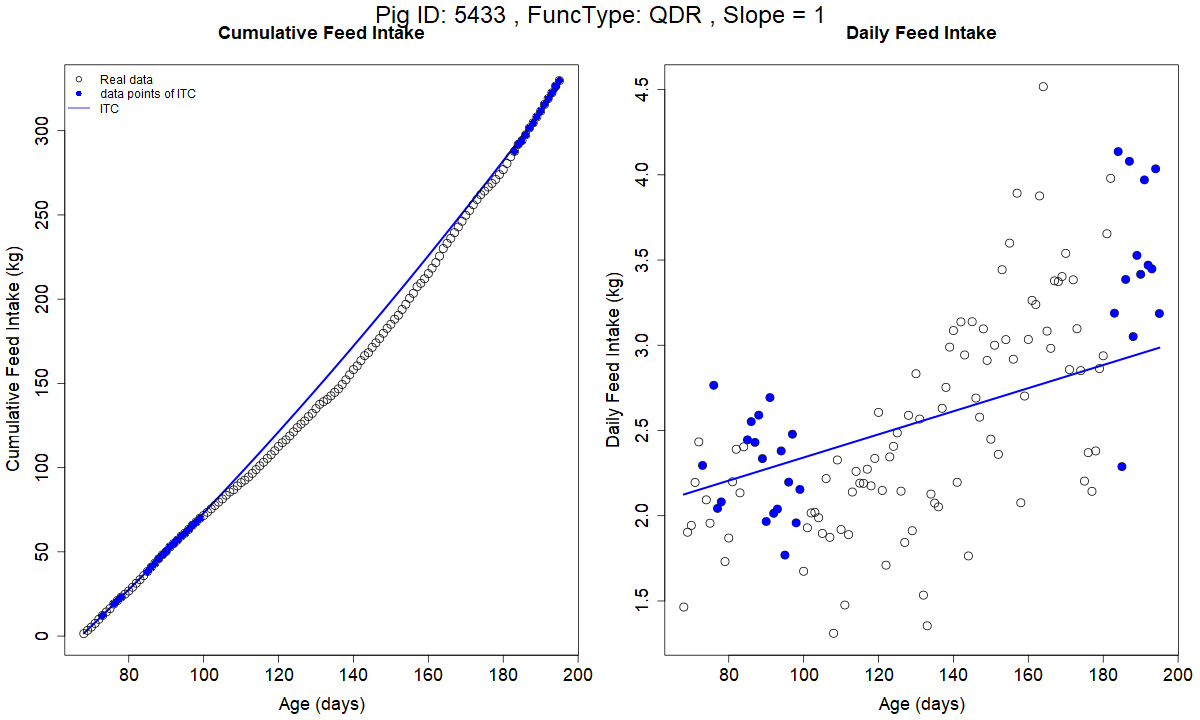 Pig ID: 5433 , FuncType: QDR , Slope = 1
Cumulative Feed Intake
Daily Feed Intake
Real data
data points of ITC
ITC
Cumulative Feed Intake (kg)
0
50
100
150
200
250
300
80
100
120
140
160
180
200
Age (days)
Daily Feed Intake (kg)
1.5
2.0
2.5
3.0
3.5
4.0
4.5
80
100
120
140
160
180
200
Age (days)